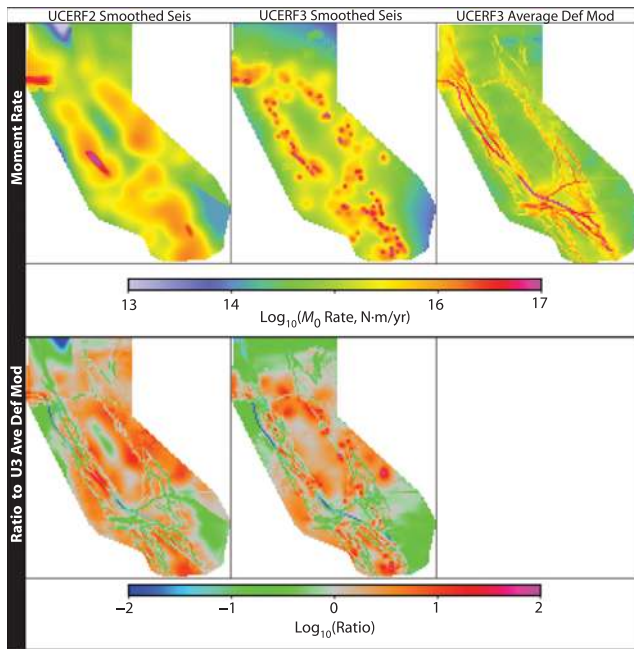 UCERF2 Smoothed Seis UCERF3 Smoothed Seis UCERF3 Average Def Mod
Moment Rate
13 14 15 16 17
Log10(M0 Rate, N·m/yr)
Ratio to U3 Ave Def Mod
−2 −1 0 1 2
Log10(Ratio)